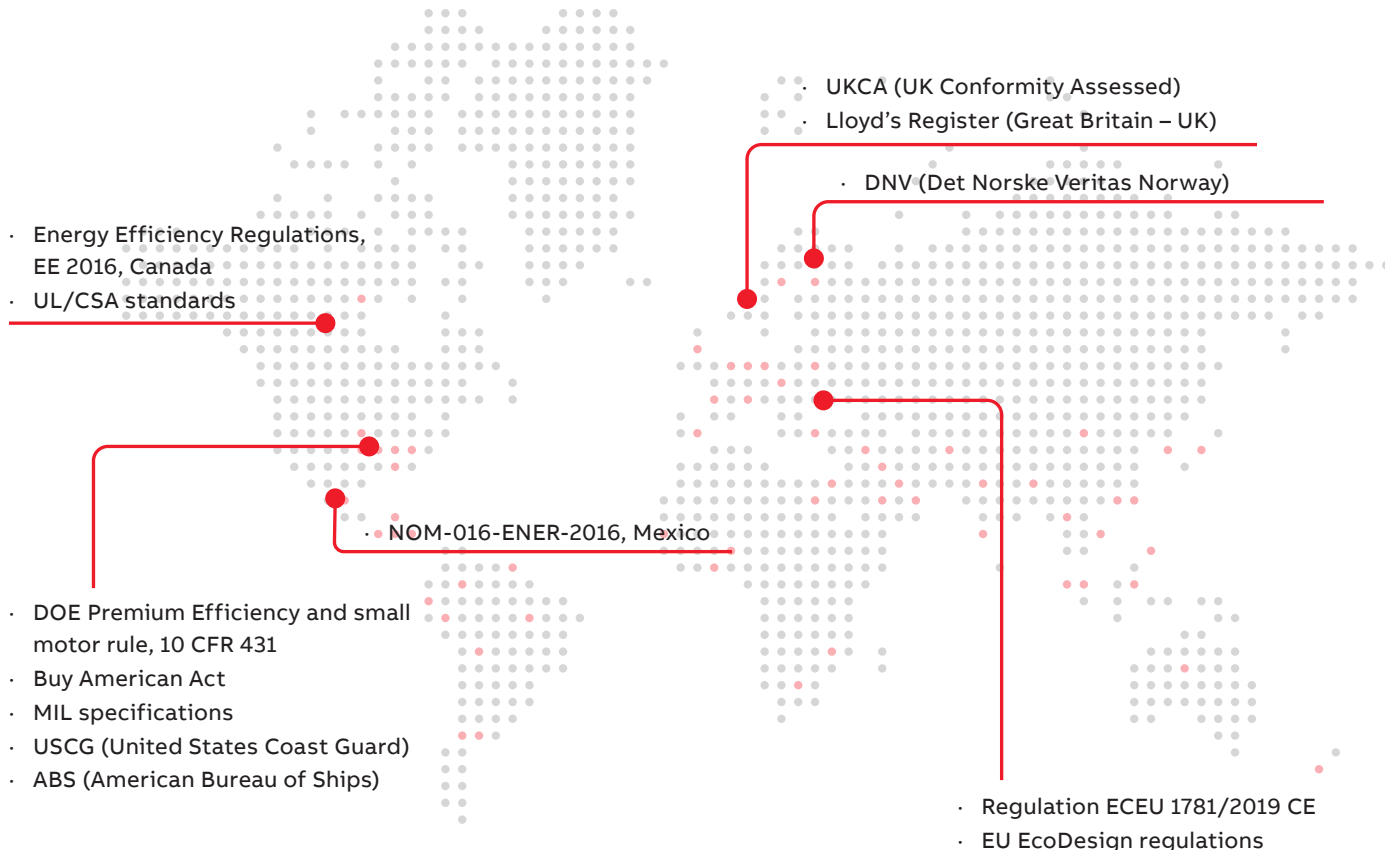 · UKCA (UK Conformity Assessed)
· Lloyd's Register (Great Britain – UK)
· DNV (Det Norske Veritas Norway)
· Energy Efficiency Regulations,
EE 2016, Canada
· UL/CSA standards
· NOM-016-ENER-2016, Mexico
· DOE Premium Efficiency and small
motor rule, 10 CFR 431
· Buy American Act
· MIL specifications
· USCG (United States Coast Guard)
· ABS (American Bureau of Ships)
· Regulation ECEU 1781/2019 CE
· EU EcoDesign regulations